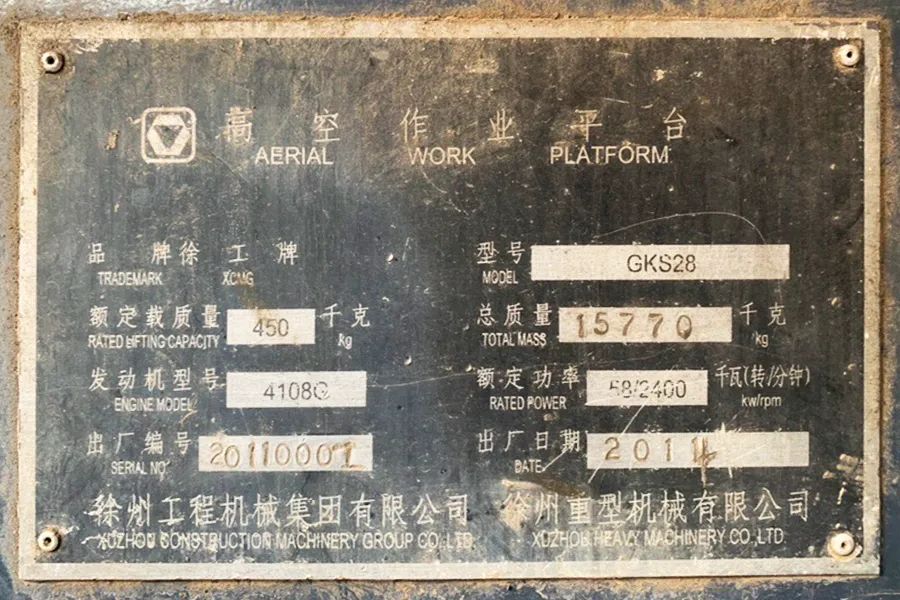 高空作业平台
AERIAL WORK PLATFORM
品牌 徐工牌 型号 GKS28
TRADEMARK XCMG MODEL
额定载质量 450 千克 总质量 15770 千克
RATED LIFTING CAPACITY kg TOTAL MASS kg
发动机型号 4108G 额定功率 58/2400 千瓦(转/分钟)
ENGINE MODEL RATED POWER kw/rpm
出厂编号 20110001 出厂日期
SERIAL NO. DATE
徐州工程机械集团有限公司 徐州重型机械有限公司
XUZHOU CONSTRUCTION MACHINERY GROUP CO., LTD. XUZHOU HEAVY MACHINERY CO., LTD.